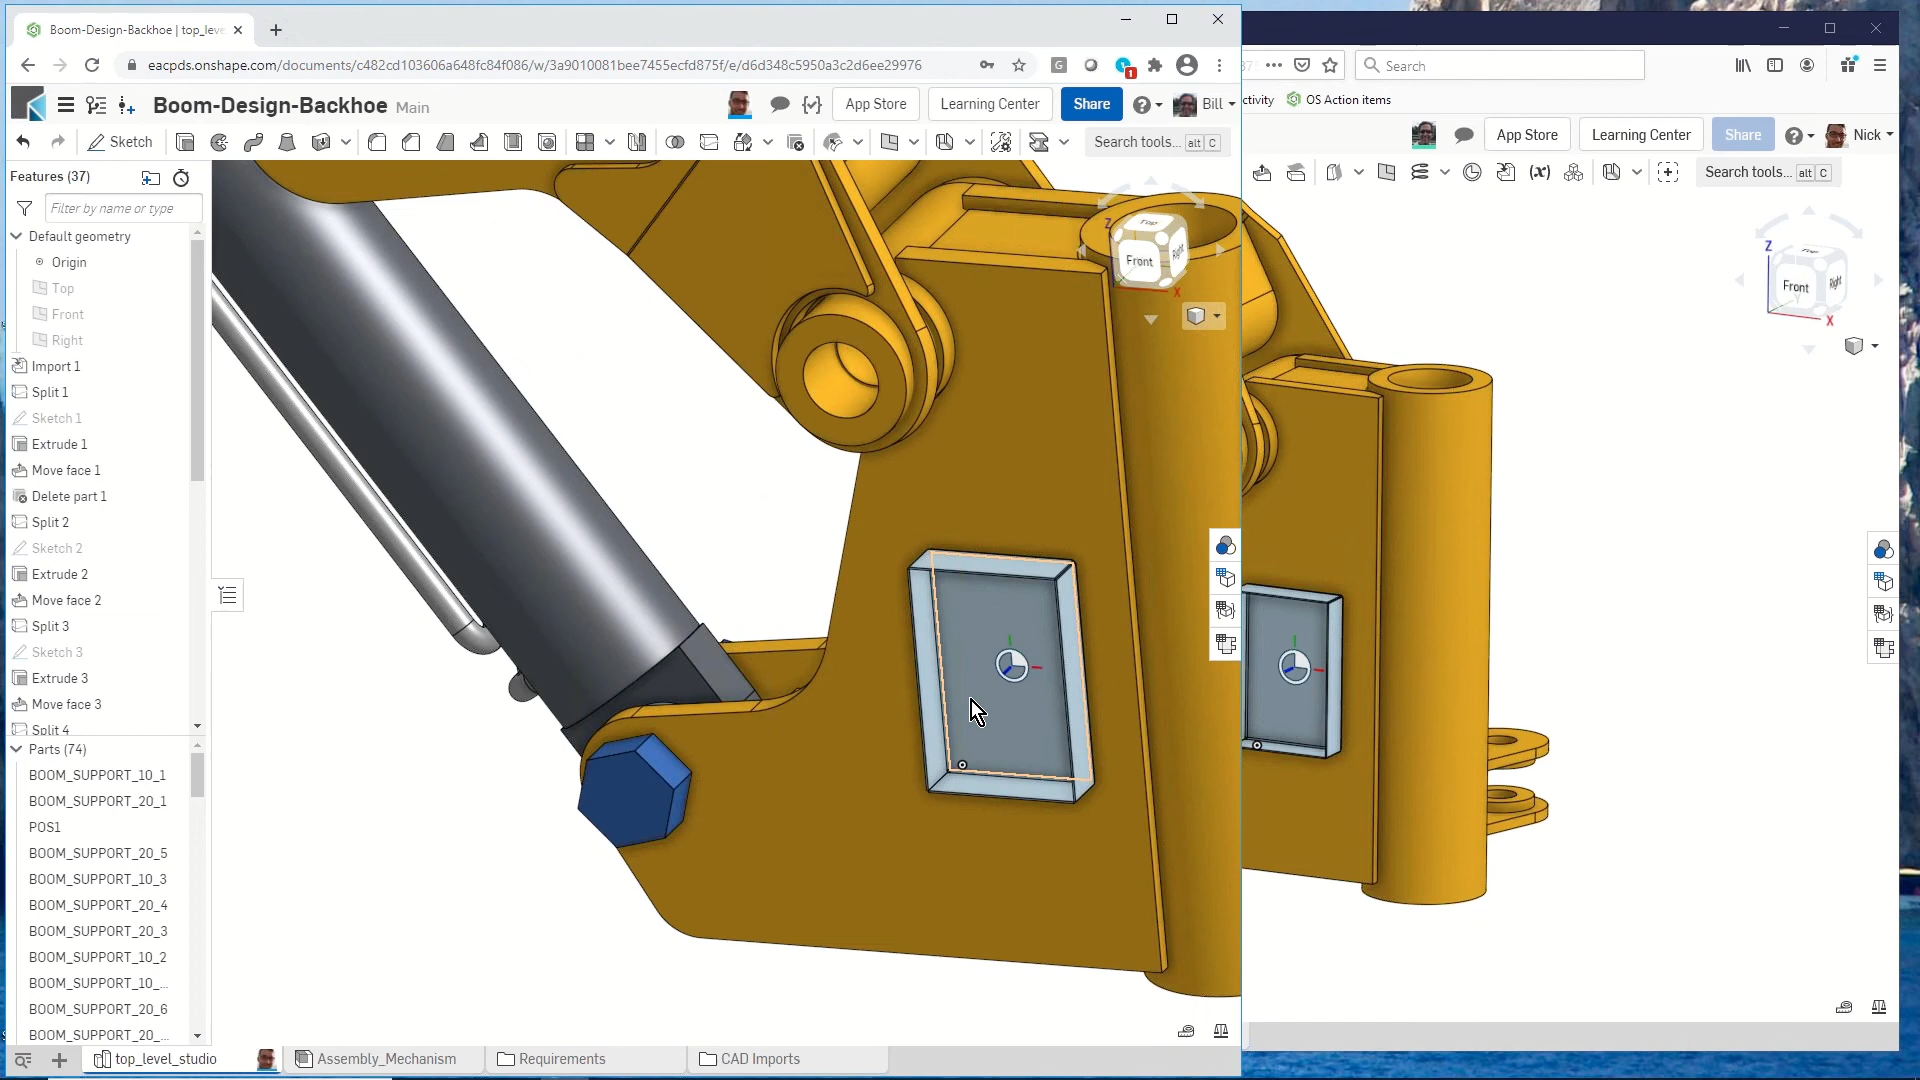 Boom-Design-Backhoe | top_leve
eacpds.onshape.com/documents/c482cd103606a648fc84f086/w/3a9010081bee7455ecfd875f/e/d6d348c5950a3c2d6ee29976
G
1
Boom-Design-Backhoe Main
App Store
Learning Center
Share
Bill
Sketch
Search tools... alt C
Features (37)
Filter by name or type
Default geometry
Origin
Top
Front
Right
Import 1
Split 1
Sketch 1
Extrude 1
Move face 1
Delete part 1
Split 2
Sketch 2
Extrude 2
Move face 2
Split 3
Sketch 3
Extrude 3
Move face 3
Split 4
Parts (74)
BOOM_SUPPORT_10_1
BOOM_SUPPORT_20_1
POS1
BOOM_SUPPORT_20_5
BOOM_SUPPORT_10_3
BOOM_SUPPORT_20_4
BOOM_SUPPORT_20_3
BOOM_SUPPORT_10_2
BOOM_SUPPORT_10_...
BOOM_SUPPORT_20_6
BOOM_SUPPORT_20_...
top_level_studio
Assembly_Mechanism
Requirements
CAD Imports
Z
Top
Front
Right
X
Search
ctivity
OS Action items
App Store
Learning Center
Share
Nick
(x)
Search tools... alt C
Z
Top
Front
Right
Y
X